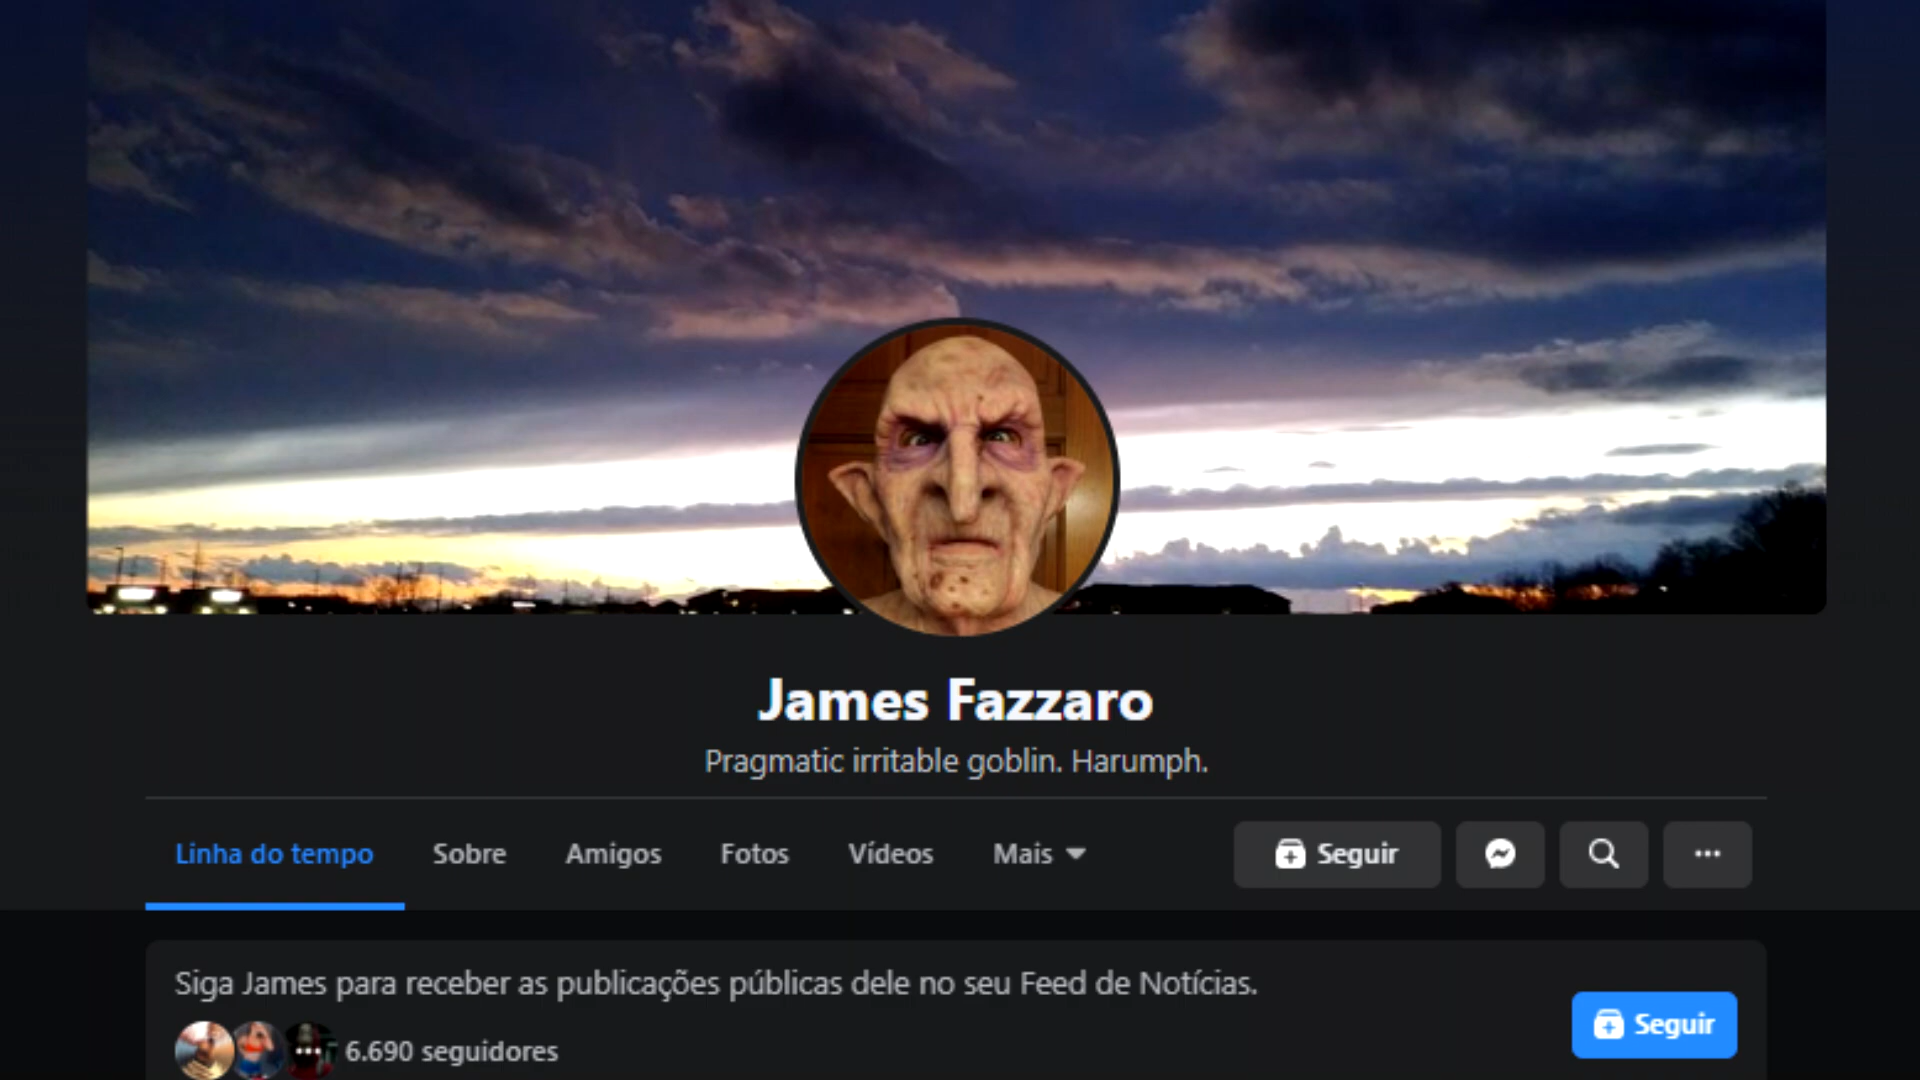 James Fazzaro
Pragmatic irritable goblin. Harumph.
Linha do tempo
Sobre
Amigos
Fotos
Vídeos
Mais
Seguir
Siga James para receber as publicações públicas dele no seu Feed de Notícias.
6.690 seguidores
Seguir